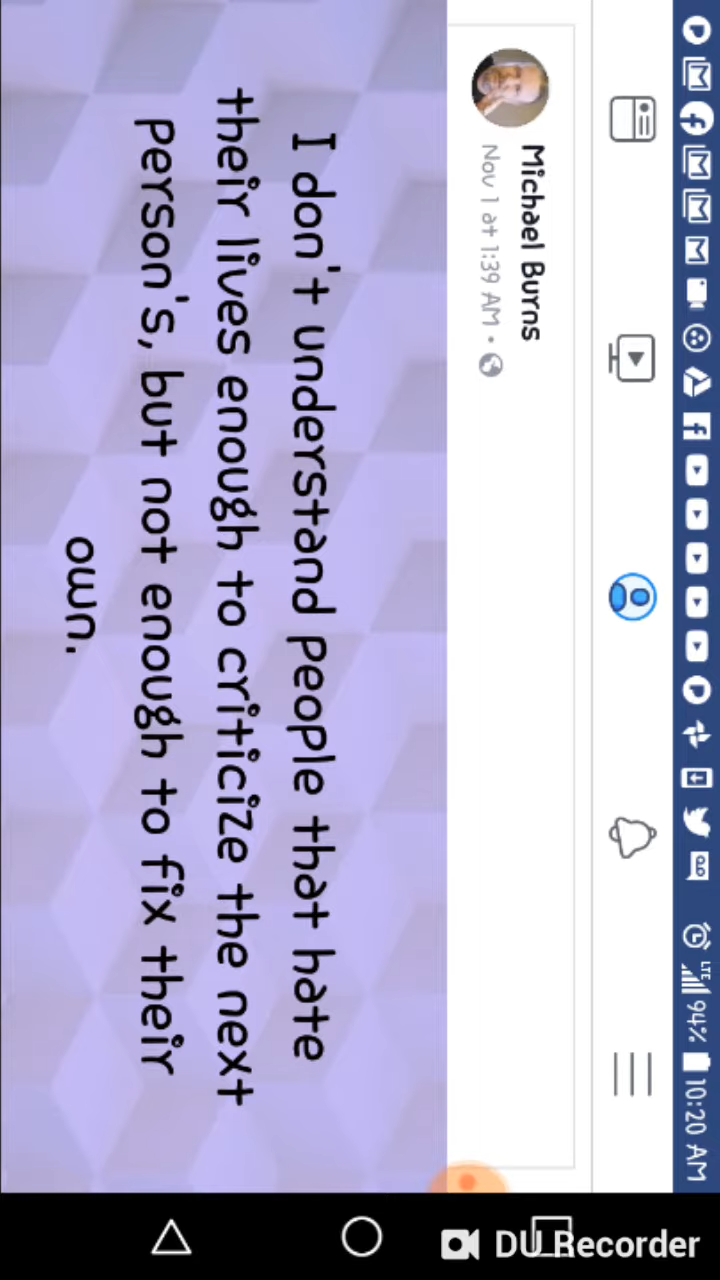 LTE 94% 10:20 AM
Michael Burns
Nov 1 at 1:39 AM •
I don't understand people that hate
their lives enough to criticize the next
person's, but not enough to fix their
own.
DU Recorder